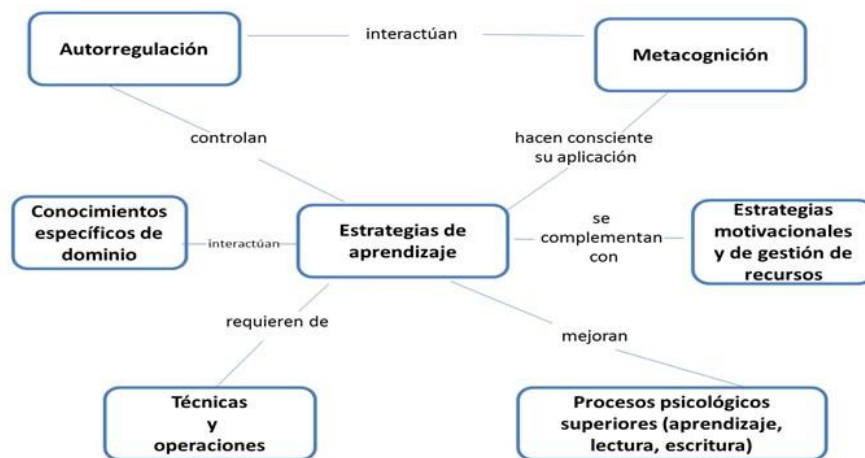 Autorregulación
interactúan
Metacognición
controlan
hacen consciente
su aplicación
Conocimientos
específicos de
dominio
interactúan
Estrategias de
aprendizaje
se
complementan
con
Estrategias
motivacionales
y de gestión de
recursos
requieren de
mejoran
Técnicas
y
operaciones
Procesos psicológicos
superiores (aprendizaje,
lectura, escritura)